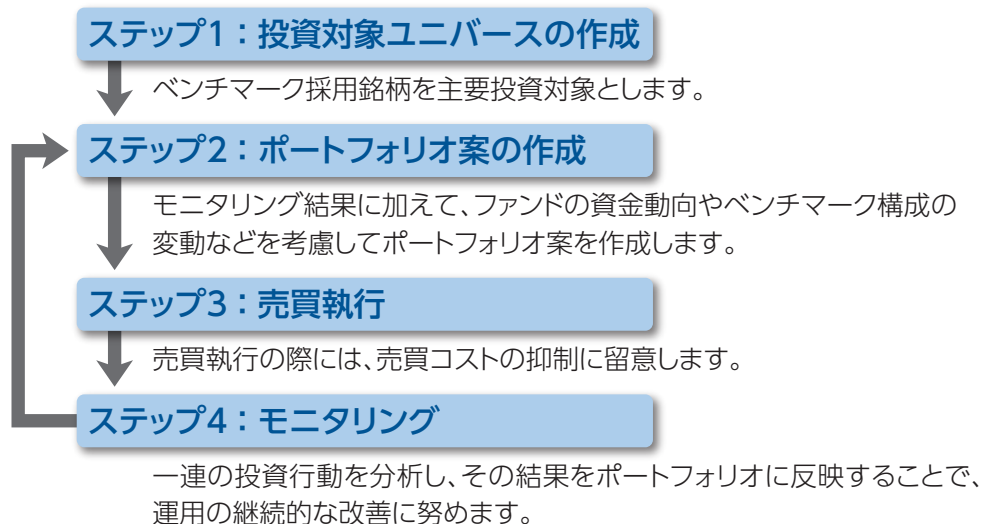 ステップ1：投資対象ユニバースの作成
ベンチマーク採用銘柄を主要投資対象とします。
ステップ2：ポートフォリオ案の作成
モニタリング結果に加えて、ファンドの資金動向やベンチマーク構成の
変動などを考慮してポートフォリオ案を作成します。
ステップ3：売買執行
売買執行の際には、売買コストの抑制に留意します。
ステップ4：モニタリング
一連の投資行動を分析し、その結果をポートフォリオに反映することで、
運用の継続的な改善に努めます。